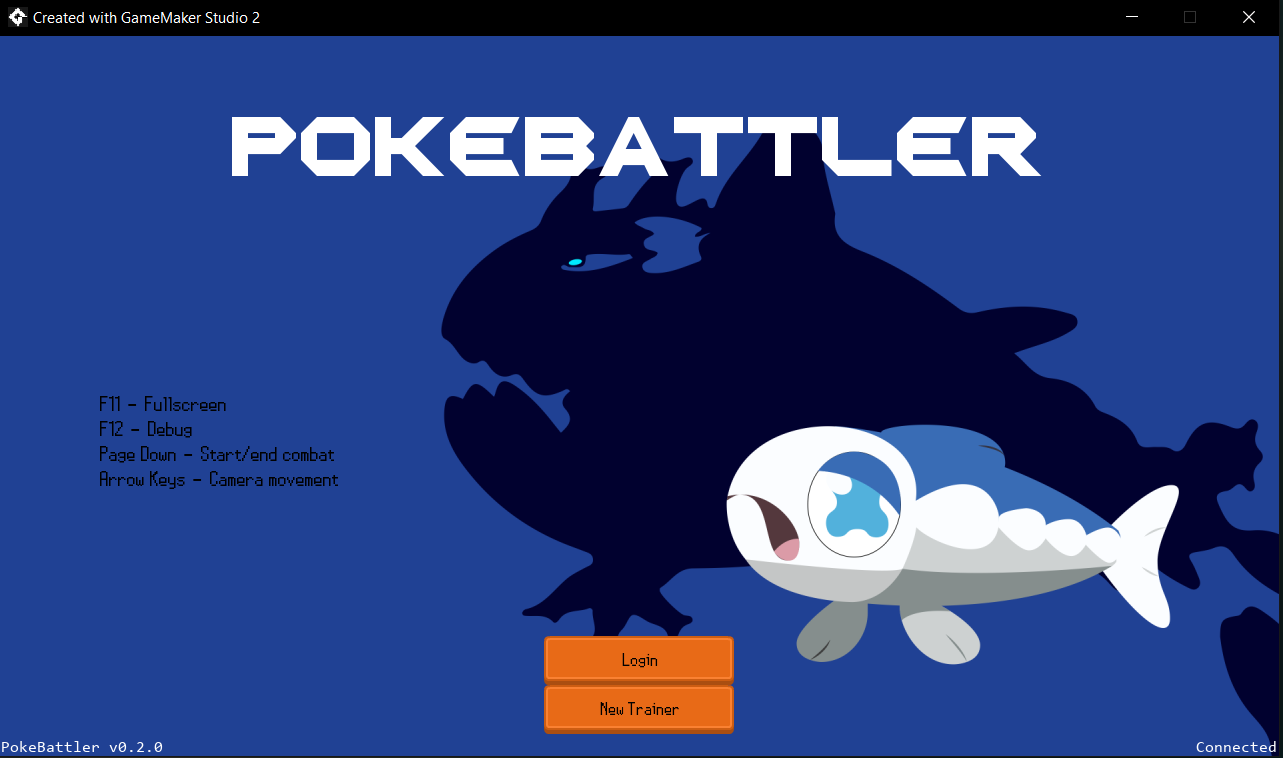 Created with GameMaker Studio 2
POKEBATTLER
F11 - Fullscreen
F12 - Debug
Page Down - Start/end combat
Arrow Keys - Camera movement
Login
New Trainer
PokeBattler v0.2.0
Connected